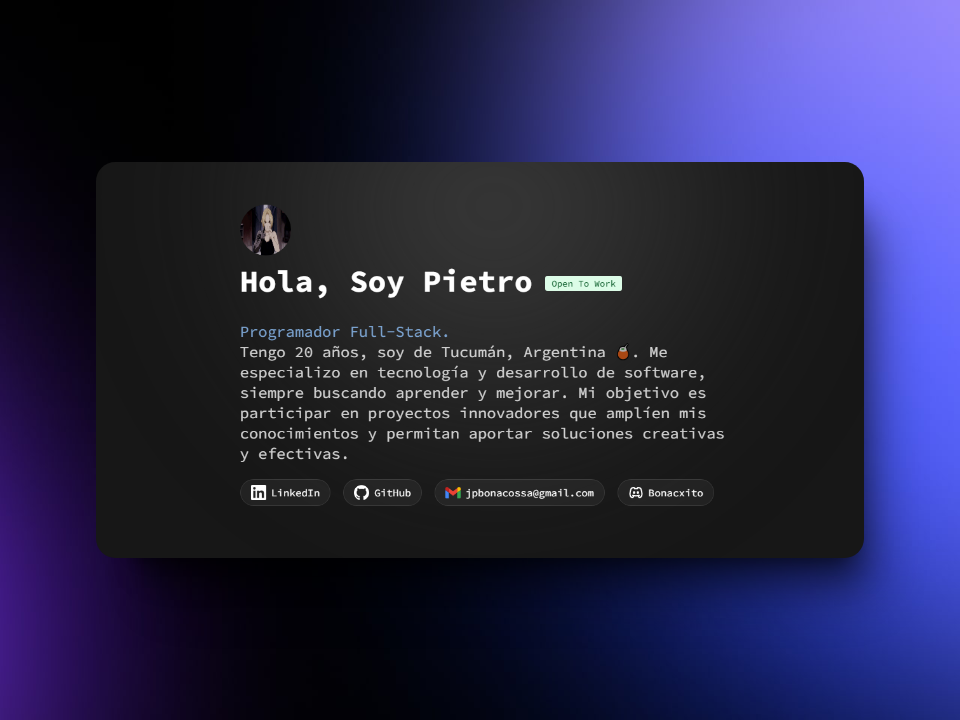 Hola, Soy Pietro Open To Work
Programador Full-Stack.
Tengo 20 años, soy de Tucumán, Argentina 🧉. Me
especializo en tecnología y desarrollo de software,
siempre buscando aprender y mejorar. Mi objetivo es
participar en proyectos innovadores que amplíen mis
conocimientos y permitan aportar soluciones creativas
y efectivas.
LinkedIn GitHub jpbonacossa@gmail.com Bonacxito